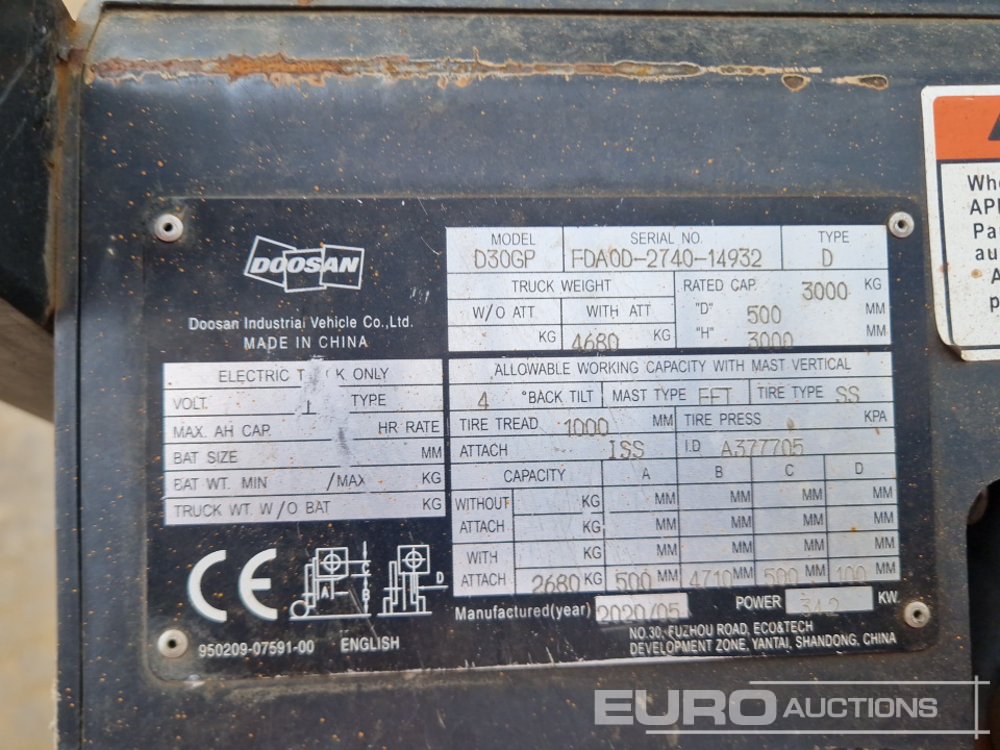 DOOSAN
Doosan Industrial Vehicle Co., Ltd.
MADE IN CHINA
MODEL SERIAL NO. TYPE
D30GP FDA0D-2740-14932 D
TRUCK WEIGHT
W/O ATT WITH ATT
KG 4680 KG
RATED CAP. 3000 KG
"D" 500 MM
"H" 3000 MM
ALLOWABLE WORKING CAPACITY WITH MAST VERTICAL
4 °BACK TILT MAST TYPE FFT TIRE TYPE SS
TIRE TREAD 1000 MM TIRE PRESS KPA
ATTACH ISS I.D A377705
CAPACITY A B C D
WITHOUT KG MM MM MM MM
ATTACH KG MM MM MM MM
WITH KG MM MM MM MM
ATTACH 2680 KG 500 MM 4710 MM 500 MM 100 MM
ELECTRIC ONLY
VOLT. TYPE
MAX. AH CAP. HR RATE
BAT SIZE MM
BAT WT. MIN /MAX KG
TRUCK WT. W/O BAT KG
CE
A B C D
950209-07591-00 ENGLISH
Manufactured(year) 2020/05 POWER 34.2 KW.
NO.30, FUZHOU ROAD, ECO&TECH
DEVELOPMENT ZONE, YANTAI, SHANDONG. CHINA
EURO AUCTIONS